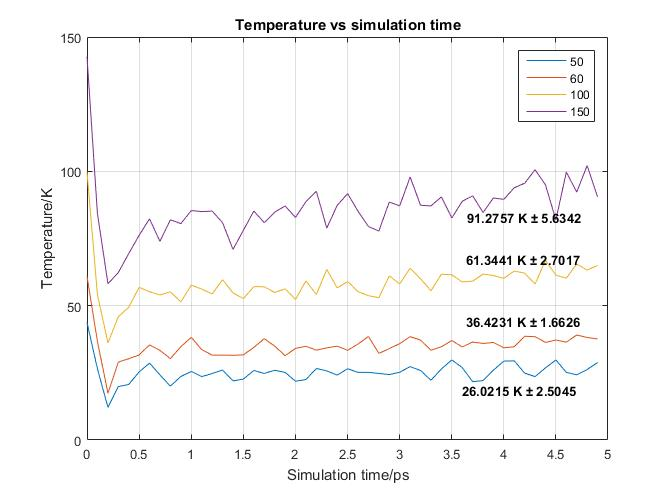 Temperature vs simulation time
150
100
50
0
Temperature/K
50
60
100
150
91.2757 K ± 5.6342
61.3441 K ± 2.7017
36.4231 K ± 1.6626
26.0215 K ± 2.5045
0 0.5 1 1.5 2 2.5 3 3.5 4 4.5 5
Simulation time/ps